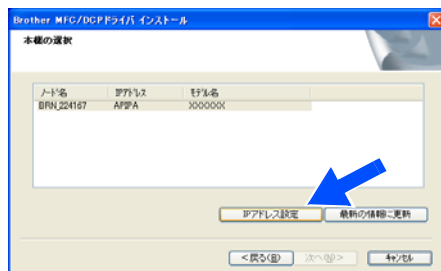 Brother MFC/DCPドライバ インストール
本機の選択
ノード名 IPアドレス モデル名
BRN_224167 APIPA XXXXXXX
IPアドレス設定 最新の情報に更新
<戻る(B) 次へ(N)> キャンセル